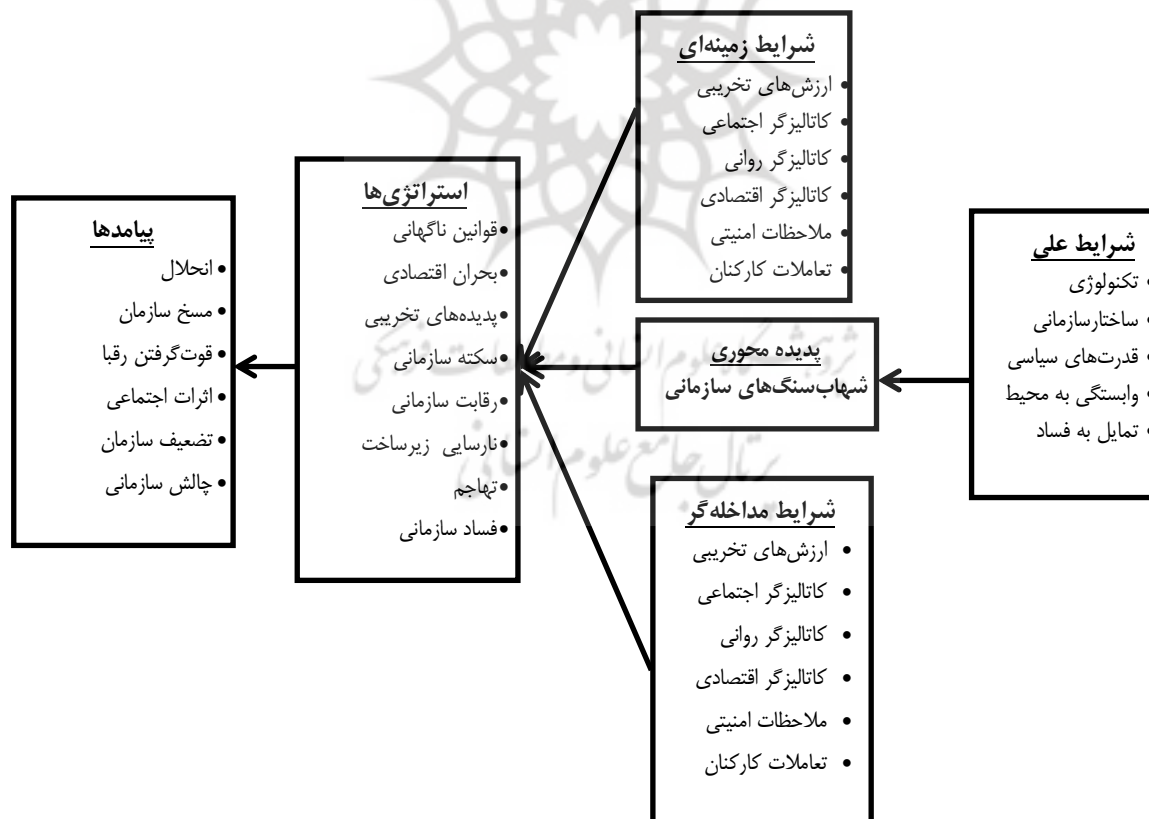 شرایط علی
• تکنولوژی
• ساختارسازمانی
• قدرت‌های سیاسی
• وابستگی به محیط
• تمایل به فساد
شرایط زمینه‌ای
• ارزش‌های تخریبی
• کاتالیزگر اجتماعی
• کاتالیزگر روانی
• کاتالیزگر اقتصادی
• ملاحظات امنیتی
• تعاملات کارکنان
پدیده محوری
شهاب‌سنگ‌های سازمانی
شرایط مداخله‌گر
• ارزش‌های تخریبی
• کاتالیزگر اجتماعی
• کاتالیزگر روانی
• کاتالیزگر اقتصادی
• ملاحظات امنیتی
• تعاملات کارکنان
استراتژی‌ها
• قوانین ناگهانی
• بحران اقتصادی
• پدیده‌های تخریبی
• سکته سازمانی
• رقابت سازمانی
• نارسایی زیرساخت
• تهاجم
• فساد سازمانی
پیامدها
• انحلال
• مسخ سازمان
• قوت‌گرفتن رقبا
• اثرات اجتماعی
• تضعیف سازمان
• چالش سازمانی
پرتال جامع علوم انسانی